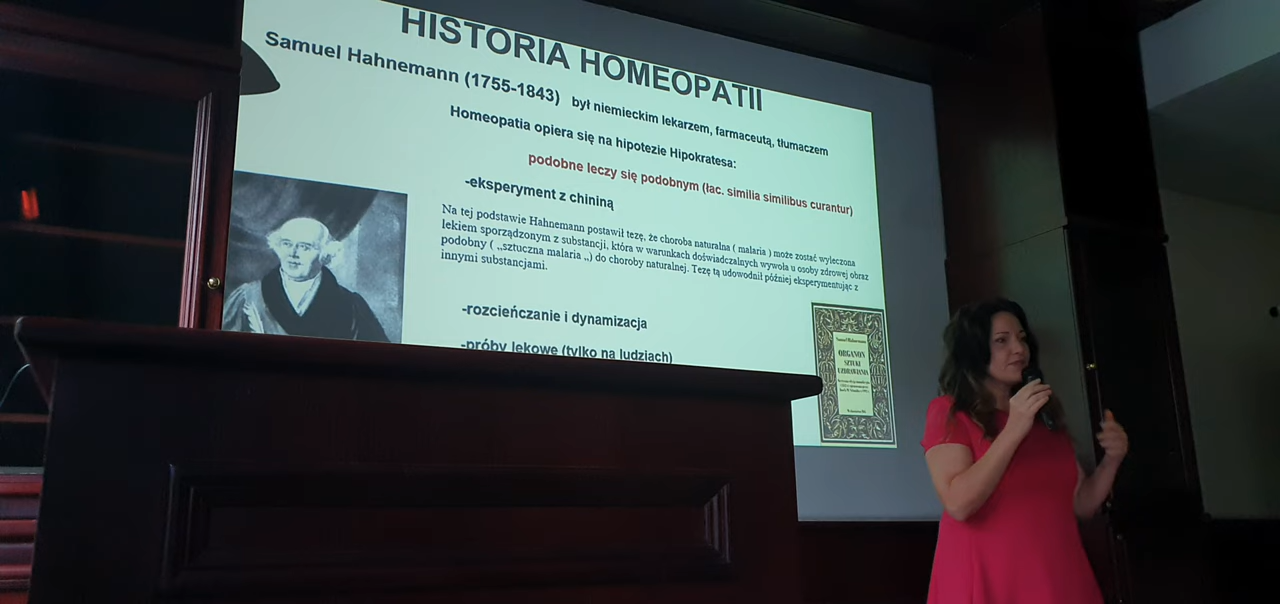 HISTORIA HOMEOPATII
Samuel Hahnemann (1755-1843) był niemieckim lekarzem, farmaceutą, tłumaczem
Homeopatia opiera się na hipotezie Hipokratesa:
podobne leczy się podobnym (łac. similia similibus curantur)
-eksperyment z chininą
Na tej podstawie Hahnemann postawił tezę, że choroba naturalna ( malaria ) może zostać wyleczona
lekiem sporządzonym z substancji, która w warunkach doświadczalnych wywoła u osoby zdrowej obraz
podobny ( „sztuczna malaria „) do choroby naturalnej. Tezę tą udowodnił później eksperymentując z
innymi substancjami.
-rozcieńczanie i dynamizacja
-próby lekowe (tylko na ludziach)
Samuel Hahnemann
ORGANON
SZTUKI
UZDRAWIANIA